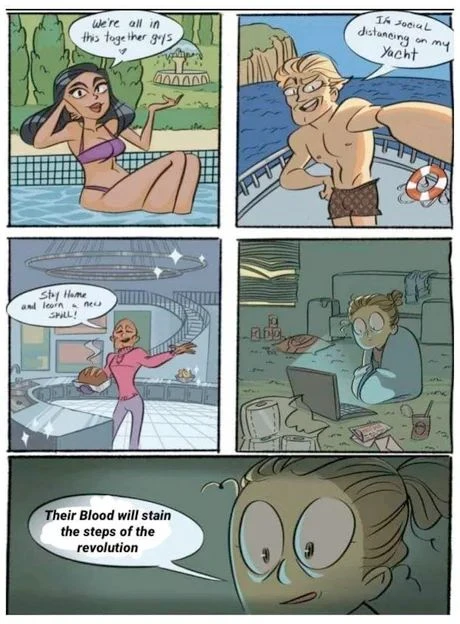 We're all in
this together guys
I'm social
distancing on my
Yacht
Stay Home
and learn a new
SKILL!
Their Blood will stain
the steps of the
revolution